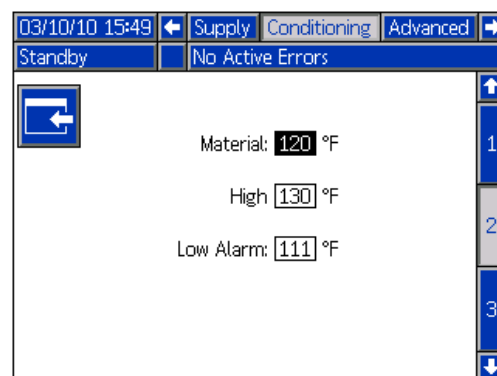 03/10/10 15:49 Supply Conditioning Advanced
Standby No Active Errors
Material: 120 °F
High 130 °F
Low Alarm: 111 °F
1
2
3